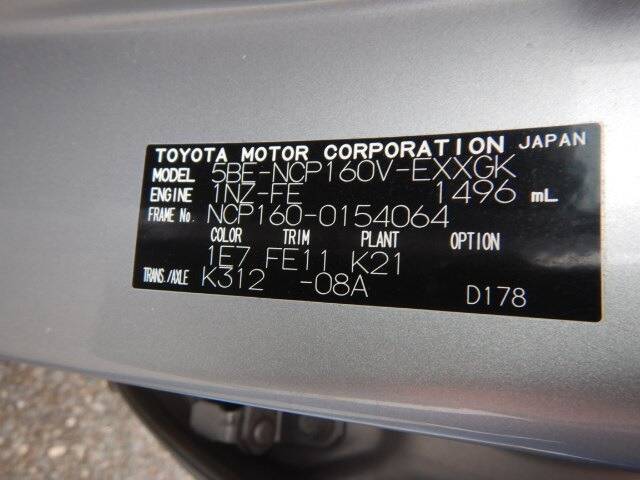 TOYOTA MOTOR CORPORATION JAPAN
MODEL 5BE-NCP160V-EXXGK
ENGINE 1NZ-FE 1496 mL
FRAME No. NCP160-0154064
COLOR TRIM PLANT OPTION
1E7 FE11 K21
TRANS./AXLE K312 -08A D178